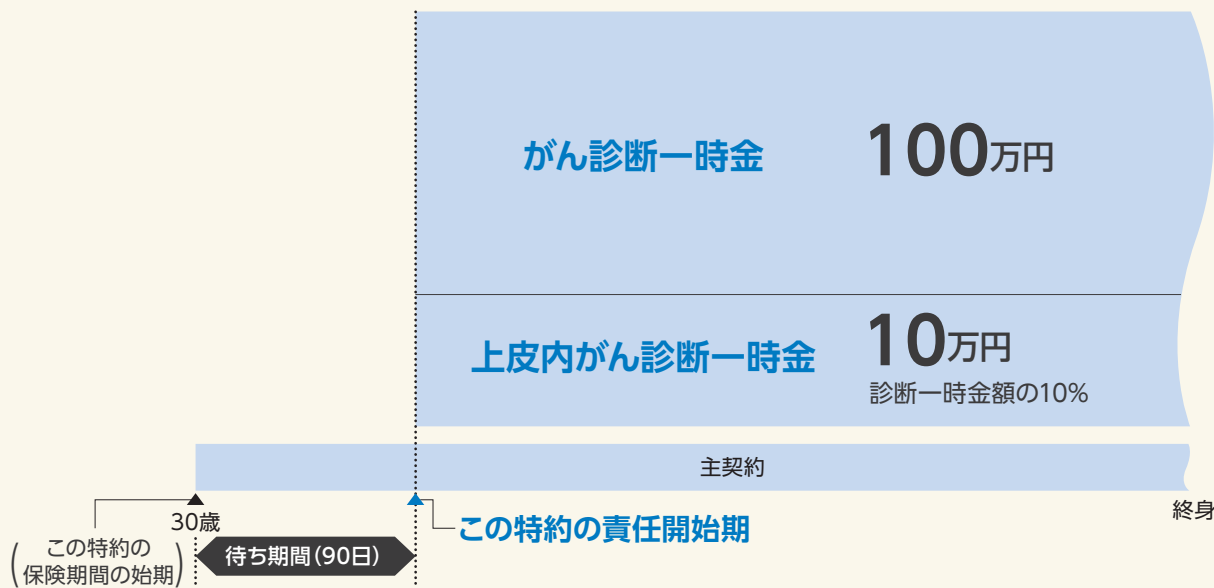 がん診断一時金 100万円
上皮内がん診断一時金 10万円
診断一時金額の10%
主契約
30歳
終身
この特約の責任開始期
(この特約の
保険期間の始期)
待ち期間(90日)